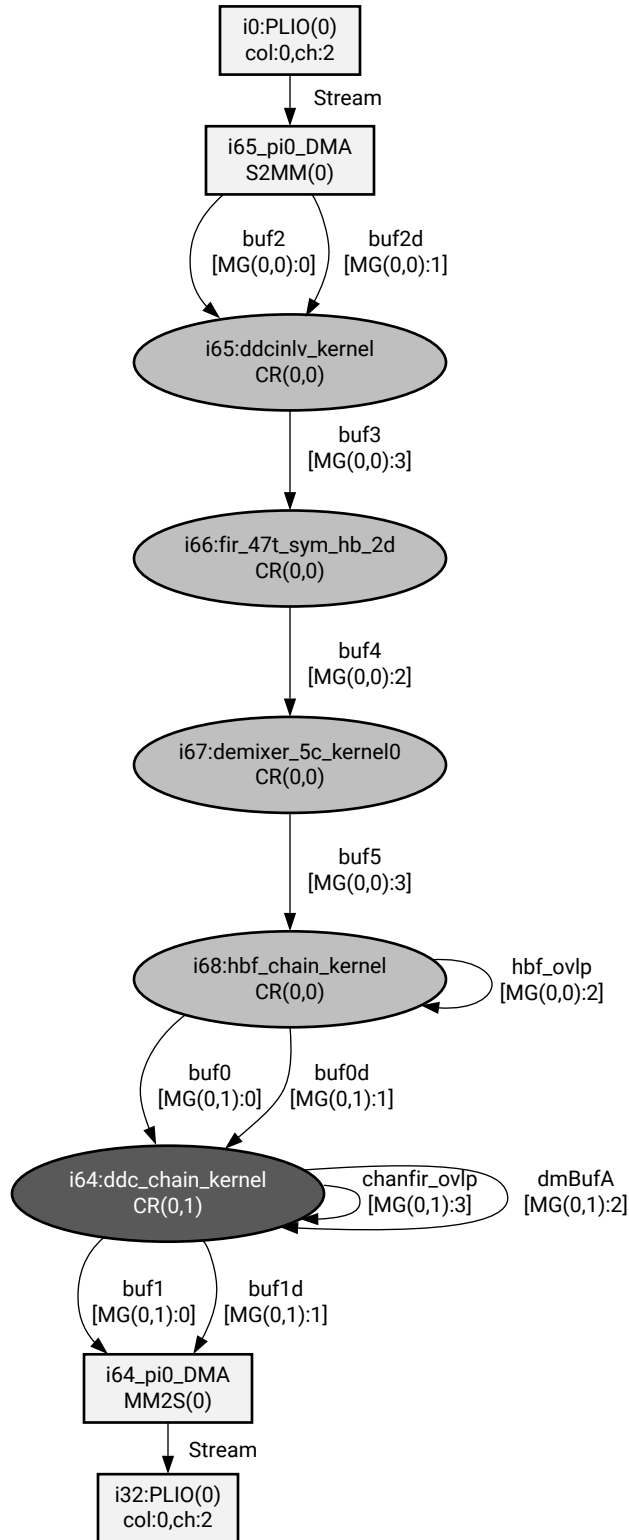 i0:PLIO(0)
col:0,ch:2
Stream
i65_pi0_DMA
S2MM(0)
buf2
[MG(0,0):0]
buf2d
[MG(0,0):1]
i65:ddcinlv_kernel
CR(0,0)
buf3
[MG(0,0):3]
i66:fir_47t_sym_hb_2d
CR(0,0)
buf4
[MG(0,0):2]
i67:demixer_5c_kernel0
CR(0,0)
buf5
[MG(0,0):3]
i68:hbf_chain_kernel
CR(0,0)
hbf_ovlp
[MG(0,0):2]
buf0
[MG(0,1):0]
buf0d
[MG(0,1):1]
i64:ddc_chain_kernel
CR(0,1)
chanfir_ovlp
[MG(0,1):3]
dmBufA
[MG(0,1):2]
buf1
[MG(0,1):0]
buf1d
[MG(0,1):1]
i64_pi0_DMA
MM2S(0)
Stream
i32:PLIO(0)
col:0,ch:2